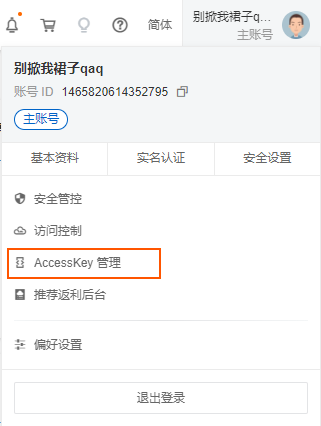 简体
别掀我裙子q...
主账号
别掀我裙子qaq
账号 ID 1465820614352795
主账号
基本资料 实名认证 安全设置
安全管控
访问控制
AccessKey 管理
推荐返利后台
偏好设置
退出登录